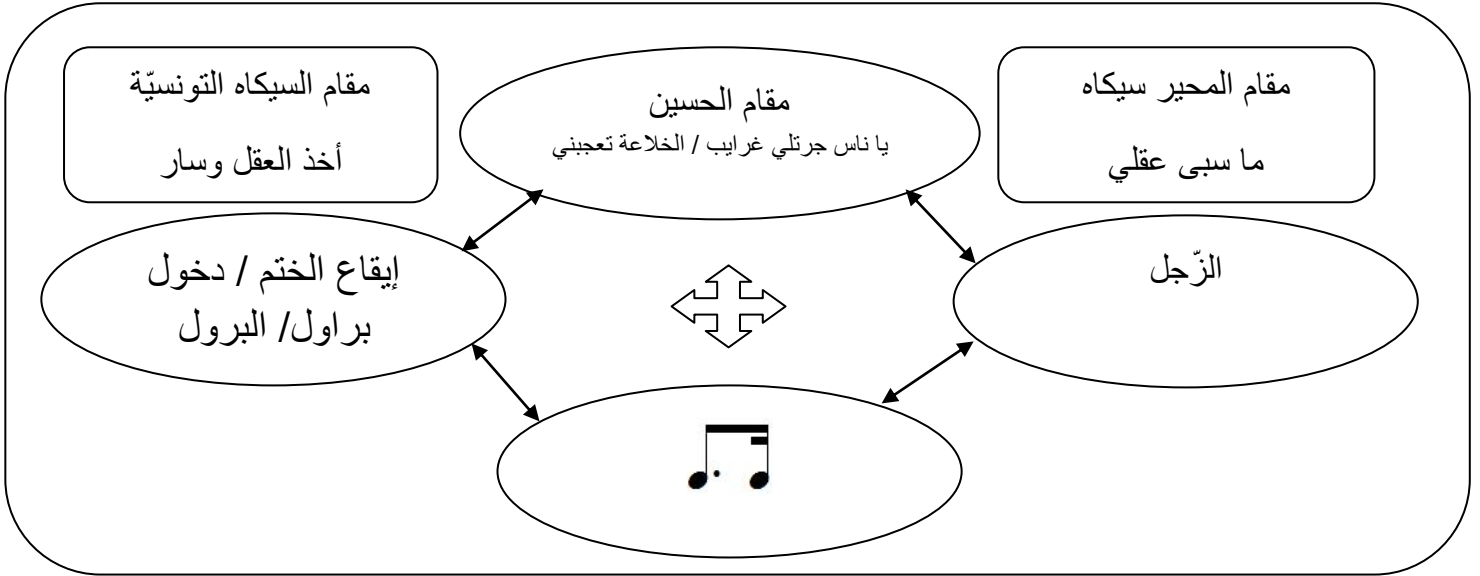 مقام المحير سيكاه
ما سبى عقلي
مقام الحسين
يا ناس جرتلي غرايب / الخلاعة تعجبني
مقام السيكاه التونسيّة
أخذ العقل وسار
الزّجل
إيقاع الختم / دخول
براول/ البرول